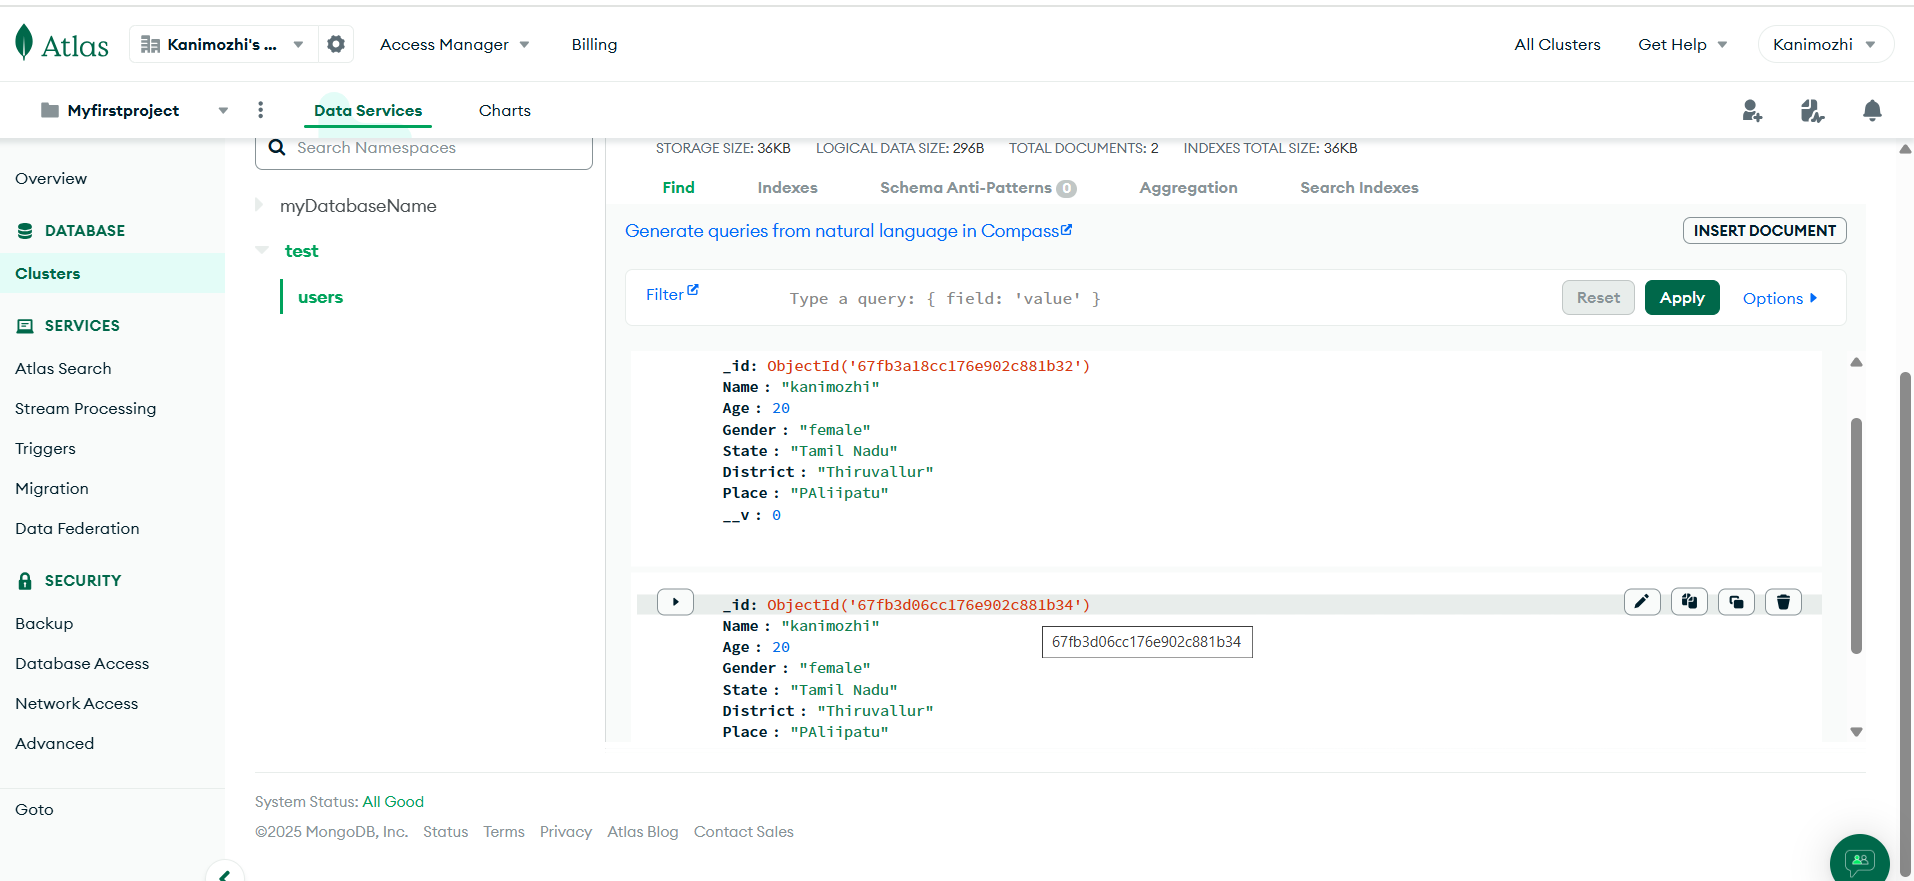 Atlas
Kanimozhi's ...
Access Manager
Billing
All Clusters
Get Help
Kanimozhi
Myfirstproject
Data Services
Charts
Overview
DATABASE
Clusters
SERVICES
Atlas Search
Stream Processing
Triggers
Migration
Data Federation
SECURITY
Backup
Database Access
Network Access
Advanced
Goto
Search Namespaces
myDatabaseName
test
users
STORAGE SIZE: 36KB LOGICAL DATA SIZE: 296B TOTAL DOCUMENTS: 2 INDEXES TOTAL SIZE: 36KB
Find Indexes Schema Anti-Patterns 0 Aggregation Search Indexes
Generate queries from natural language in Compass
INSERT DOCUMENT
Filter
Type a query: { field: 'value' }
Reset
Apply
Options
_id: ObjectId('67fb3a18cc176e902c881b32')
Name : "kanimozhi"
Age : 20
Gender : "female"
State : "Tamil Nadu"
District : "Thiruvallur"
Place : "PAliipatu"
__v : 0
_id: ObjectId('67fb3d06cc176e902c881b34')
Name : "kanimozhi"
67fb3d06cc176e902c881b34
Age : 20
Gender : "female"
State : "Tamil Nadu"
District : "Thiruvallur"
Place : "PAliipatu"
System Status: All Good
©2025 MongoDB, Inc. Status Terms Privacy Atlas Blog Contact Sales